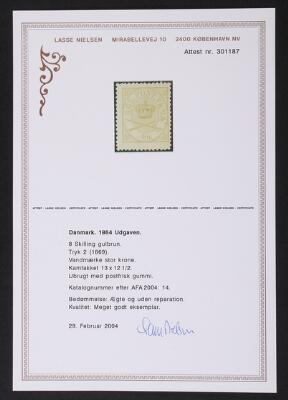 LASSE NIELSEN MIRABELLEVEJ 10 2400 KØBENHAVN NV
Attest nr. 301187
Danmark. 1864 Udgaven.
8 Skilling gulbrun.
Tryk 2 (1869).
Vandmærke stor krone.
Kamtakket 13 x 12 1/2.
Ubrugt med postfrisk gummi.
Katalognummer efter AFA 2004: 14.
Bedømmelse: Ægte og uden reparation.
Kvalitet: Meget godt eksemplar.
23. Februar 2004